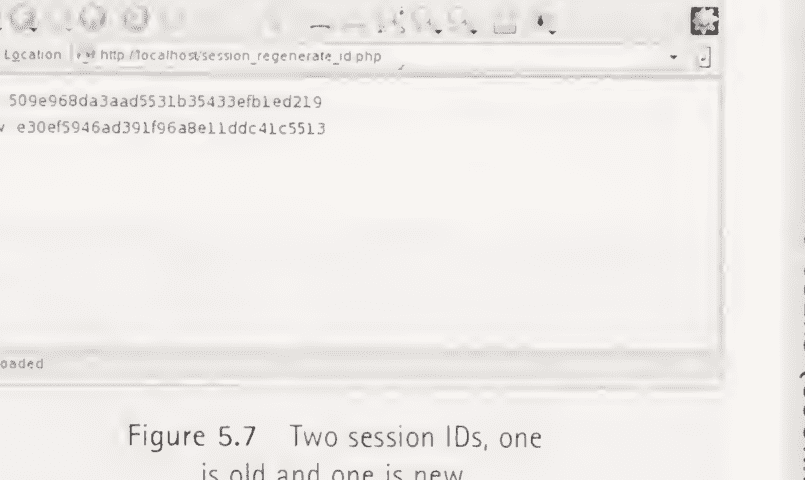 Location http://localhost/session_regenerate_id.php
509e968da3aad5531b35433efb1ed219
e30ef5946ad391f96a8e11ddc41c5513
Figure 5.7 Two session IDs, one
is old and one is new